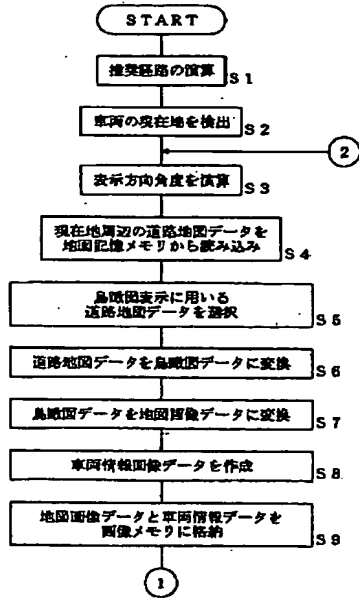 START
推奨経路の演算
S1
車両の現在地を検出
S2
2
表示方向角度を演算
S3
現在地周辺の道路地図データを
地図記憶メモリから読み込み
S4
鳥瞰図表示に用いる
道路地図データを選択
S5
道路地図データを鳥瞰図データに変換
S6
鳥瞰図データを地図画像データに変換
S7
車両情報画像データを作成
S8
地図画像データと車両情報データを
画像メモリに格納
S9
1